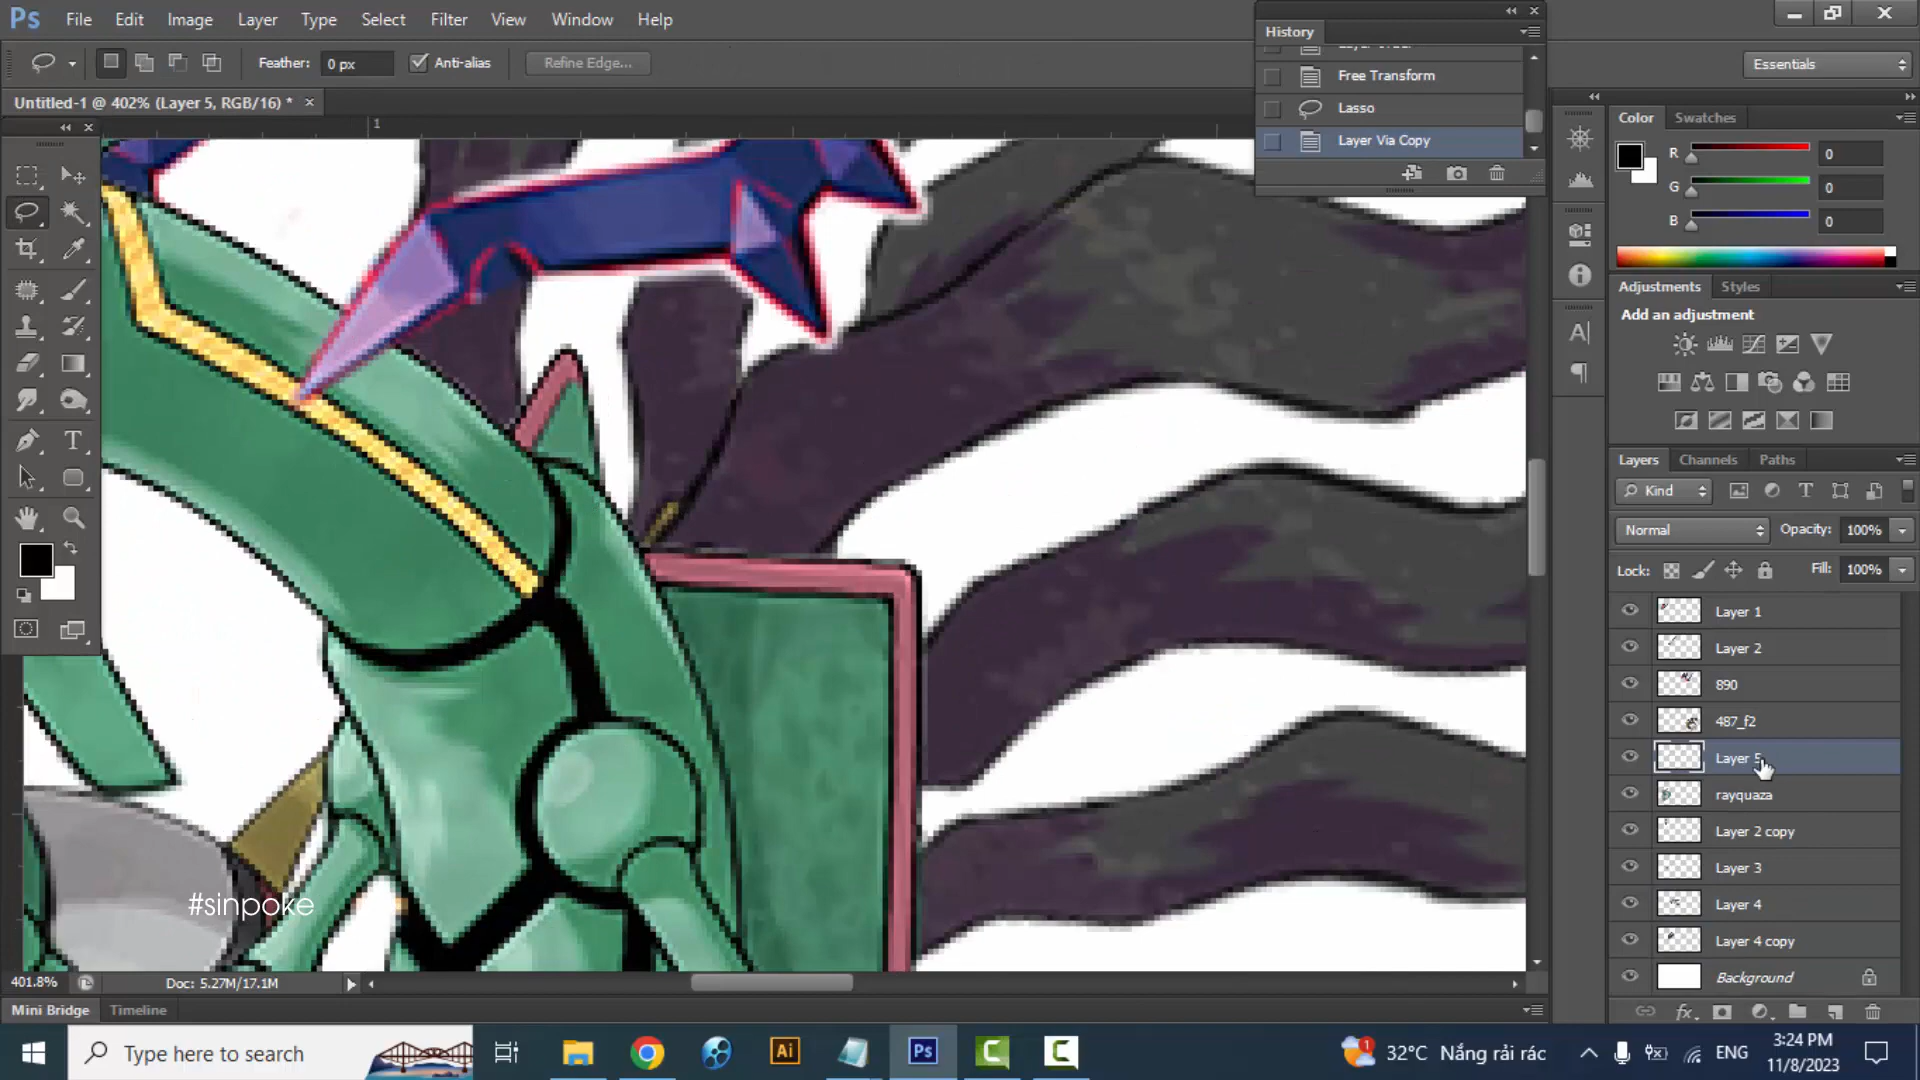 Ps File Edit Image Layer Type Select Filter View Window Help
Feather: 0 px Anti-alias Refine Edge... Essentials
Untitled-1 @ 402% (Layer 5, RGB/16) *
1
History
Free Transform
Lasso
Layer Via Copy
Color Swatches
R 0
G 0
B 0
Adjustments Styles
Add an adjustment
Layers Channels Paths
Kind
Normal Opacity: 100%
Lock: Fill: 100%
Layer 1
Layer 2
890
487_f2
Layer 5
rayquaza
Layer 2 copy
Layer 3
Layer 4
Layer 4 copy
Background
#sinpoke
401.8% Doc: 5.27M/17.1M
Mini Bridge Timeline
Type here to search
Ai Ps
1 32°C Nắng rải rác ENG 3:24 PM
11/8/2023